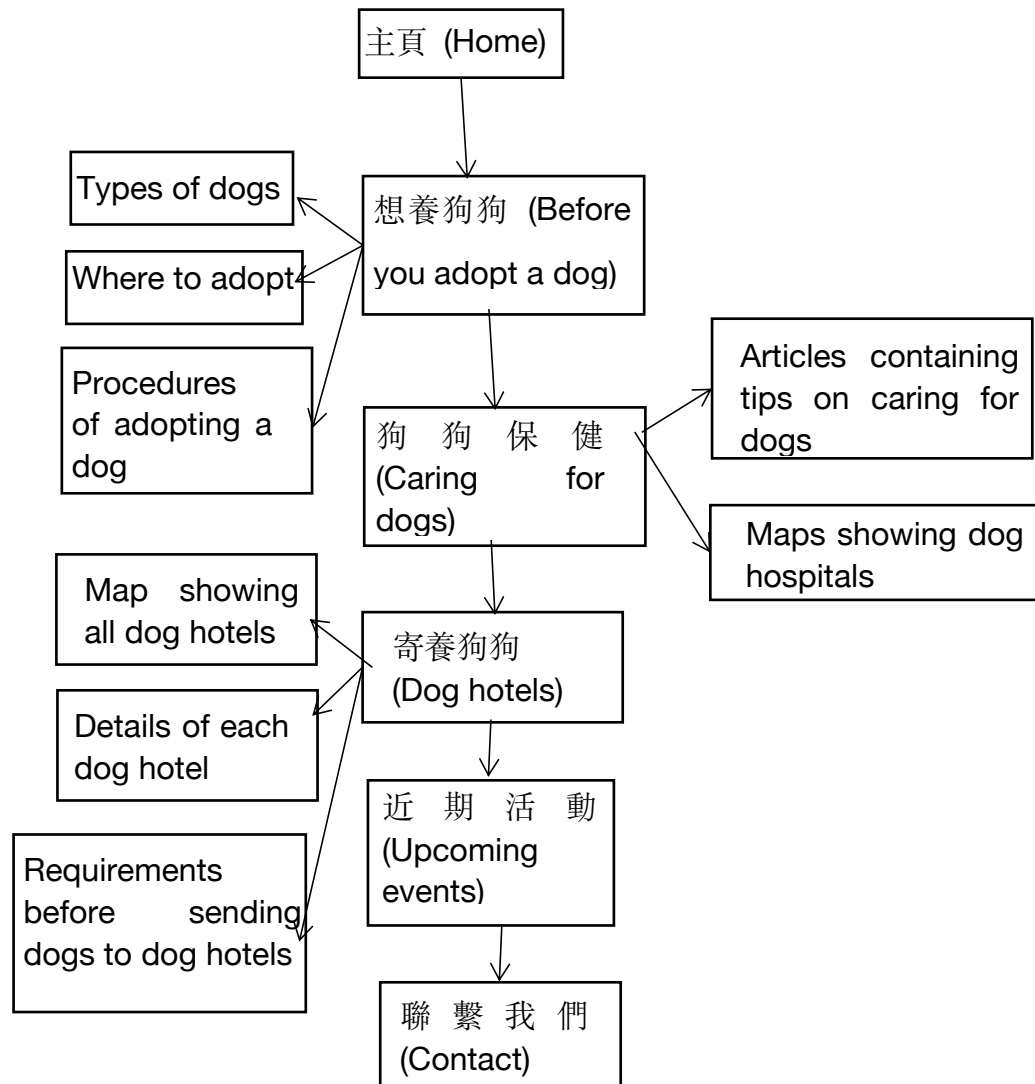 主頁 (Home)
Types of dogs
Where to adopt
Procedures
of adopting a
dog
想養狗狗 (Before
you adopt a dog)
狗狗保健
(Caring for
dogs)
Articles containing
tips on caring for
dogs
Maps showing dog
hospitals
Map showing
all dog hotels
Details of each
dog hotel
Requirements
before sending
dogs to dog hotels
寄養狗狗
(Dog hotels)
近期活動
(Upcoming
events)
聯繫我們
(Contact)